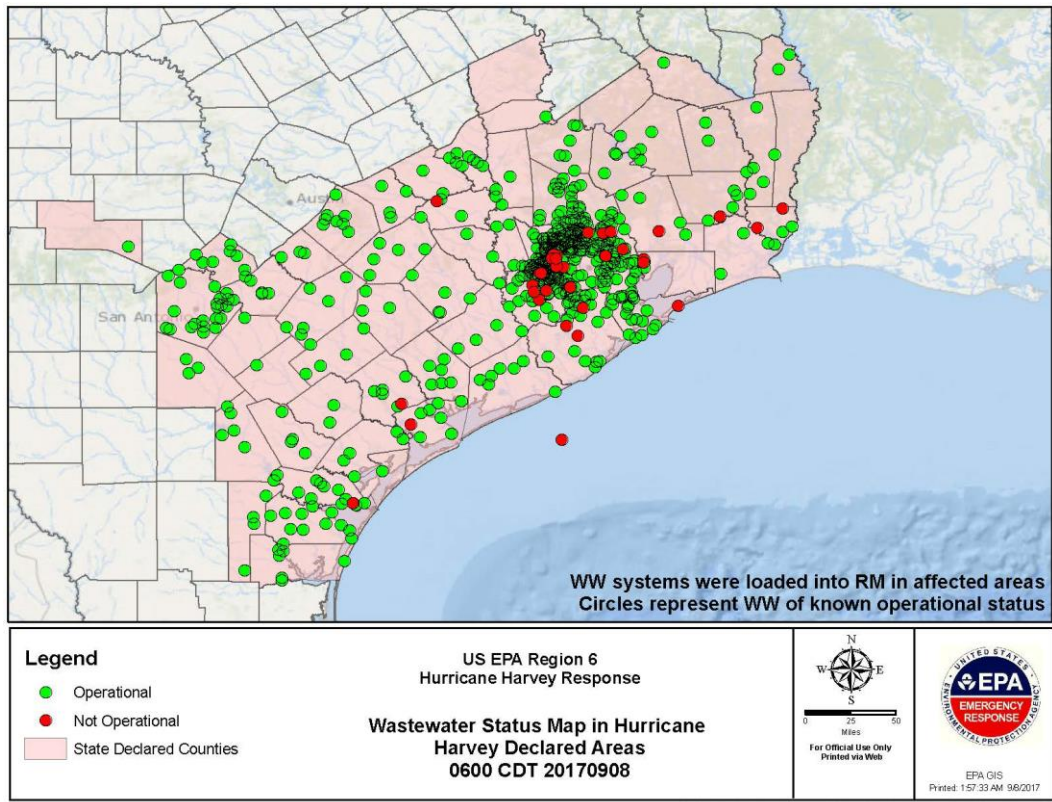 Austin
San Antonio
WW systems were loaded into RM in affected areas
Circles represent WW of known operational status
Legend
Operational
Not Operational
State Declared Counties
US EPA Region 6
Hurricane Harvey Response
Wastewater Status Map in Hurricane
Harvey Declared Areas
0600 CDT 20170908
N
W E
S
0 25 50
Miles
For Official Use Only
Printed via Web
UNITED STATES
EPA
EMERGENCY
RESPONSE
ENVIRONMENTAL PROTECTION AGENCY
EPA GIS
Printed: 1:57:33 AM 9/8/2017